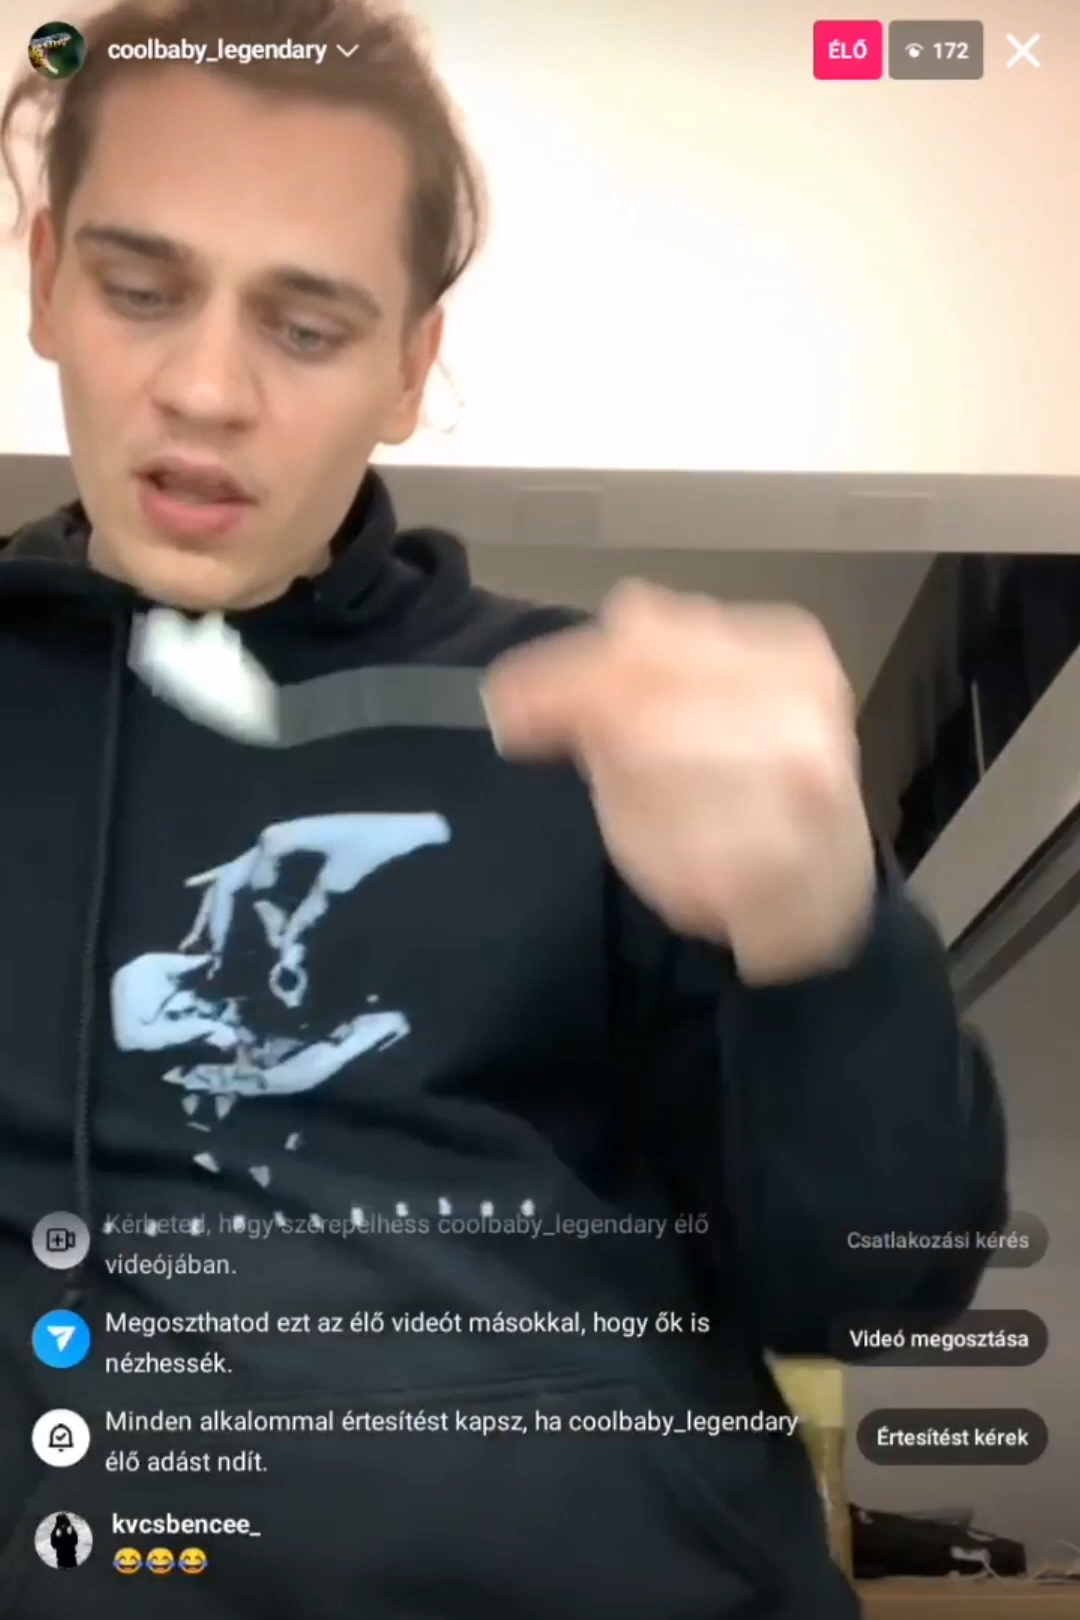 coolbaby_legendary
ÉLŐ
172
Kérheted, hogy szerepelhess coolbaby_legendary élő
videójában.
Csatlakozási kérés
Megoszthatod ezt az élő videót másokkal, hogy ők is
nézhessék.
Videó megosztása
Minden alkalommal értesítést kapsz, ha coolbaby_legendary
élő adást ndít.
Értesítést kérek
kvcsbencee_
😂😂😂